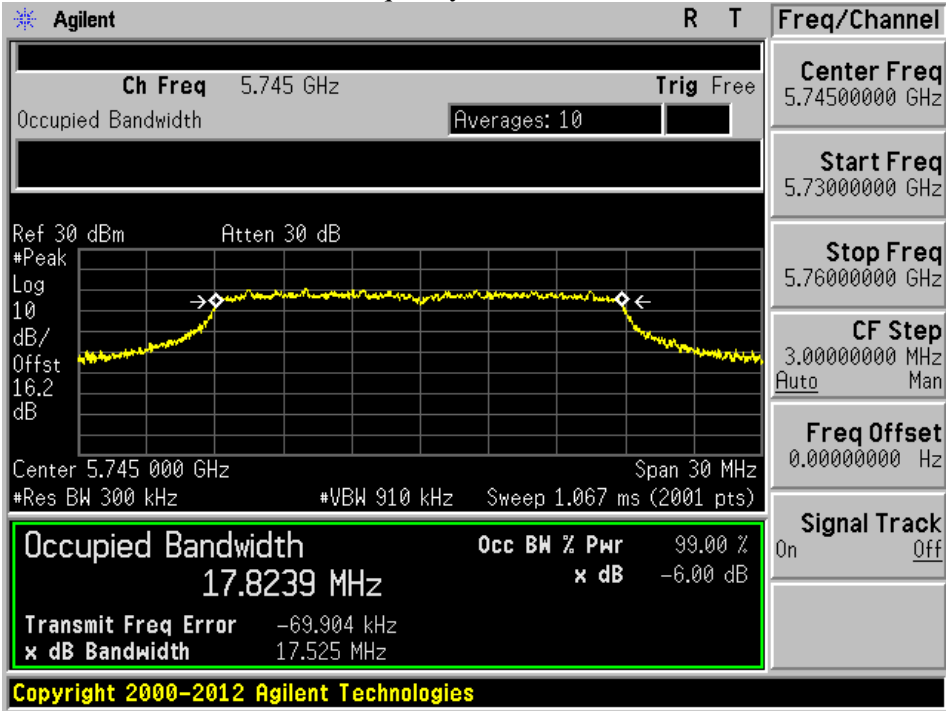 Agilent R T
Freq/Channel
Ch Freq 5.745 GHz Trig Free
Occupied Bandwidth Averages: 10
Ref 30 dBm Atten 30 dB
#Peak
Log
10
dB/
Offst
16.2
dB
Center 5.745 000 GHz Span 30 MHz
#Res BW 300 kHz #VBW 910 kHz Sweep 1.067 ms (2001 pts)
Occupied Bandwidth Occ BW % Pwr 99.00 %
17.8239 MHz x dB -6.00 dB
Transmit Freq Error -69.904 kHz
x dB Bandwidth 17.525 MHz
Center Freq
5.74500000 GHz
Start Freq
5.73000000 GHz
Stop Freq
5.76000000 GHz
CF Step
3.00000000 MHz
Auto Man
Freq Offset
0.00000000 Hz
Signal Track
On Off
Copyright 2000-2012 Agilent Technologies